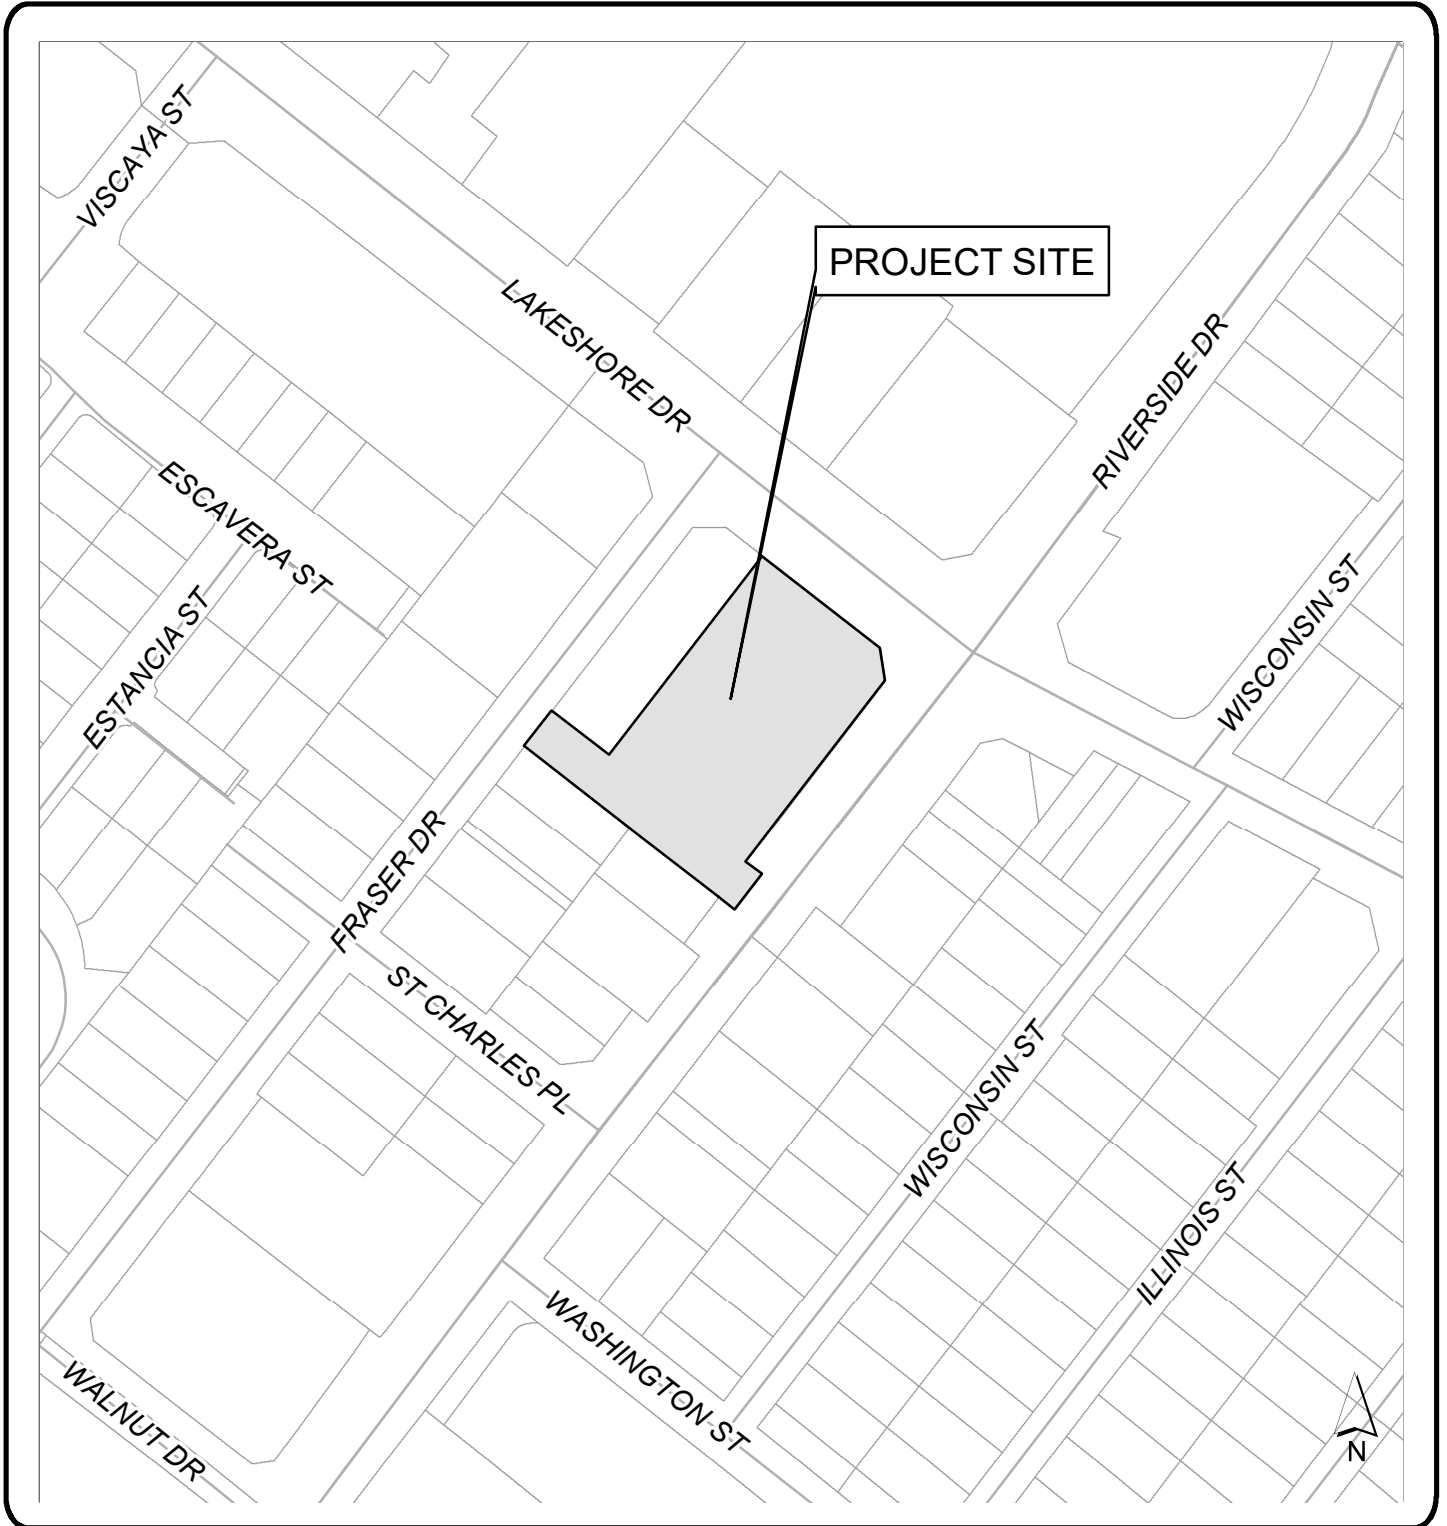 VISCAYA ST
PROJECT SITE
LAKESHORE DR
RIVERSIDE DR
ESCAVERA ST
ESTANCIA ST
WISCONSIN ST
FRASER DR
ST CHARLES PL
WISCONSIN ST
ILLINOIS ST
WASHINGTON ST
WALNUT DR
N